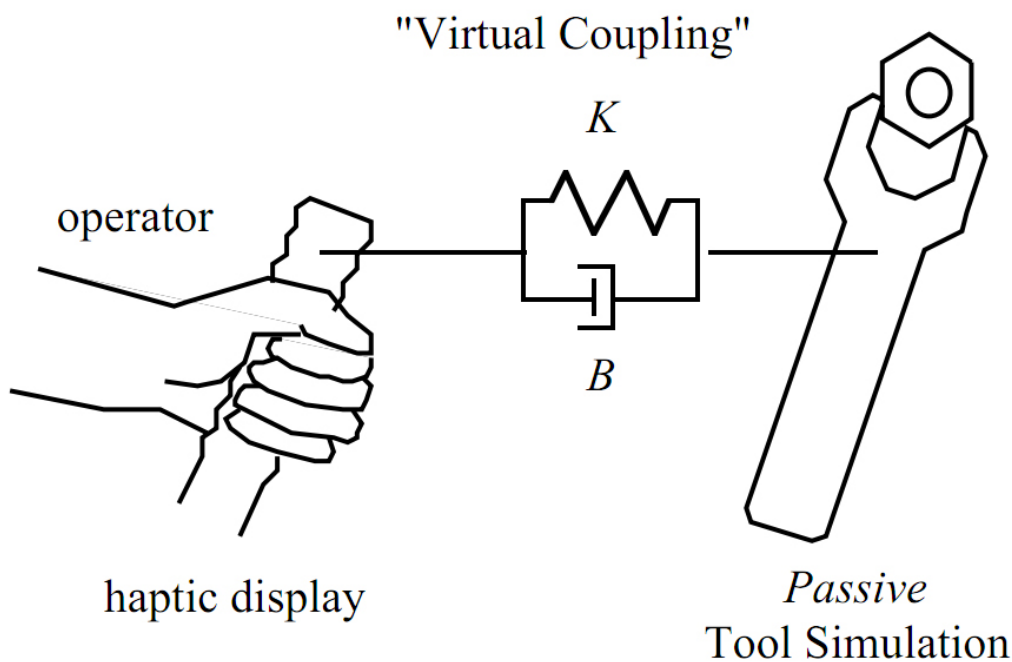 "Virtual Coupling"
K
operator
B
haptic display
Passive
Tool Simulation